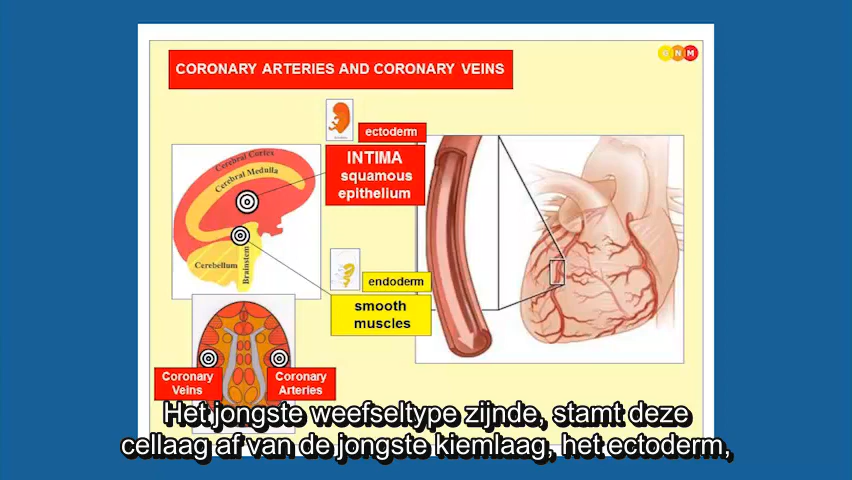 CORONARY ARTERIES AND CORONARY VEINS
GNM
ectoderm
INTIMA
squamous
epithelium
Cerebral Cortex
Cerebral Medulla
Cerebellum
Brainstem
endoderm
smooth
muscles
Coronary
Veins
Coronary
Arteries
Het jongste weefseltype zijnde, stamt deze
cellaag af van de jongste kiemlaag, het ectoderm,